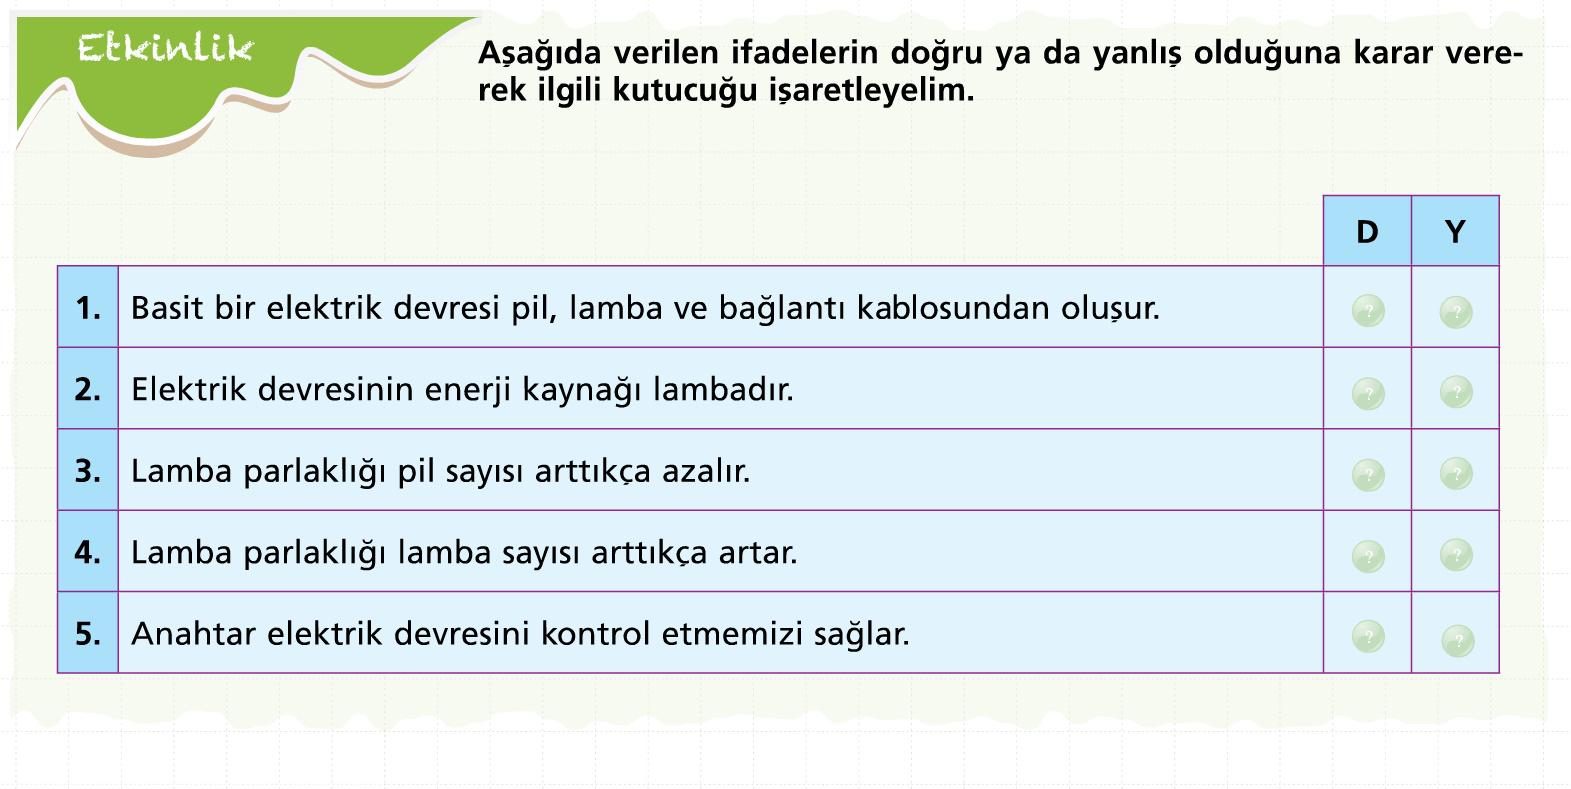 Etkinlik
Aşağıda verilen ifadelerin doğru ya da yanlış olduğuna karar vere-
rek ilgili kutucuğu işaretleyelim.
D Y
1. Basit bir elektrik devresi pil, lamba ve bağlantı kablosundan oluşur. ? ?
2. Elektrik devresinin enerji kaynağı lambadır. ? ?
3. Lamba parlaklığı pil sayısı arttıkça azalır. ? ?
4. Lamba parlaklığı lamba sayısı arttıkça artar. ? ?
5. Anahtar elektrik devresini kontrol etmemizi sağlar. ? ?